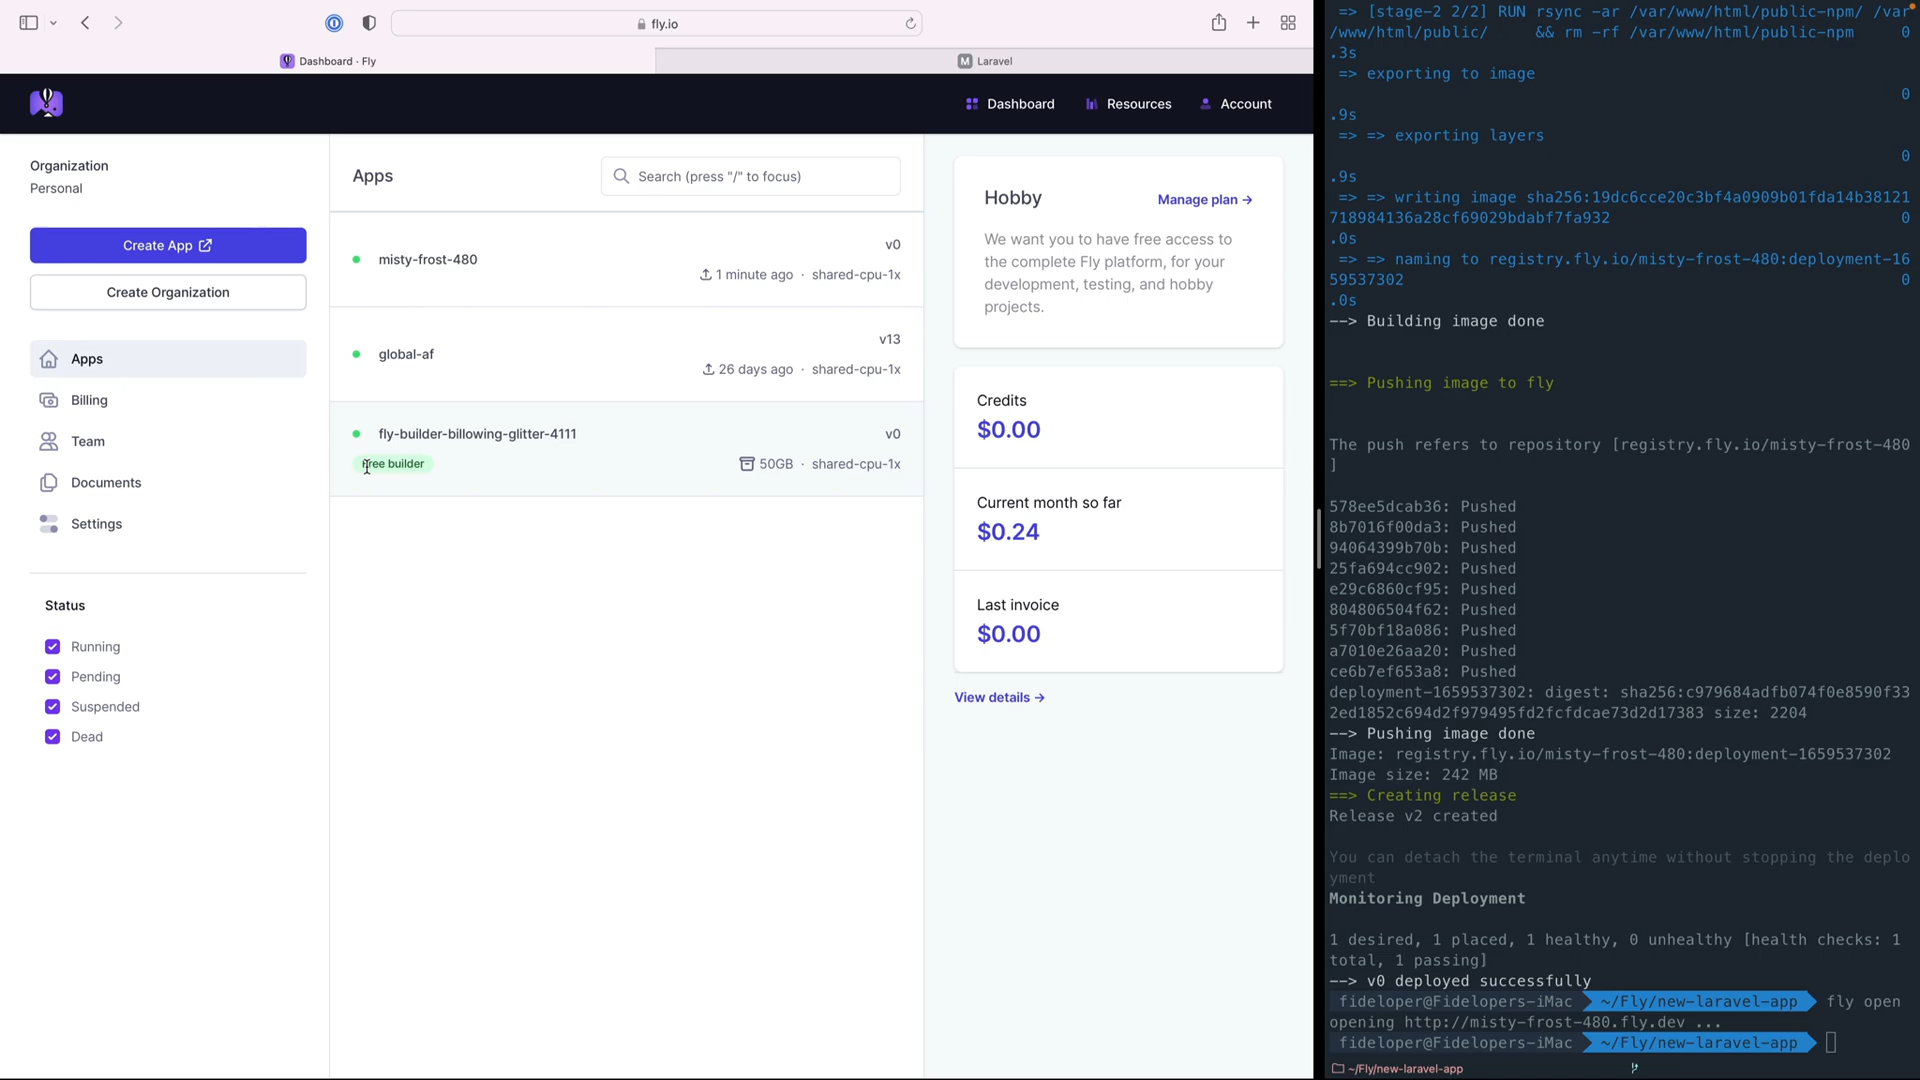 fly.io
Dashboard · Fly
M Laravel
Dashboard
Resources
Account
Organization
Personal
Create App
Create Organization
Apps
Billing
Team
Documents
Settings
Status
Running
Pending
Suspended
Dead
Apps
Search (press "/" to focus)
misty-frost-480
v0
1 minute ago · shared-cpu-1x
global-af
v13
26 days ago · shared-cpu-1x
fly-builder-billowing-glitter-4111
v0
Free builder
50GB · shared-cpu-1x
Hobby
Manage plan →
We want you to have free access to
the complete Fly platform, for your
development, testing, and hobby
projects.
Credits
$0.00
Current month so far
$0.24
Last invoice
$0.00
View details →
=> [stage-2 2/2] RUN rsync -ar /var/www/html/public-npm/ /var
/www/html/public/ && rm -rf /var/www/html/public-npm 0
.3s
=> exporting to image
0
.9s
=> => exporting layers
0
.9s
=> => writing image sha256:19dc6cce20c3bf4a0909b01fda14b38121
718984136a28cf69029bdabf7fa932 0
.0s
=> => naming to registry.fly.io/misty-frost-480:deployment-16
59537302 0
.0s
--> Building image done
==> Pushing image to fly
The push refers to repository [registry.fly.io/misty-frost-480
]
578ee5dcab36: Pushed
8b7016f00da3: Pushed
94064399b70b: Pushed
25fa694cc902: Pushed
e29c6860cf95: Pushed
804806504f62: Pushed
5f70bf18a086: Pushed
a7010e26aa20: Pushed
ce6b7ef653a8: Pushed
deployment-1659537302: digest: sha256:c979684adfb074f0e8590f33
2ed1852c694d2f979495fd2fcfdcae73d2d17383 size: 2204
--> Pushing image done
Image: registry.fly.io/misty-frost-480:deployment-1659537302
Image size: 242 MB
==> Creating release
Release v2 created
You can detach the terminal anytime without stopping the deplo
yment
Monitoring Deployment
1 desired, 1 placed, 1 healthy, 0 unhealthy [health checks: 1
total, 1 passing]
--> v0 deployed successfully
fideloper@Fidelopers-iMac ~/Fly/new-laravel-app fly open
opening http://misty-frost-480.fly.dev ...
fideloper@Fidelopers-iMac ~/Fly/new-laravel-app
~/Fly/new-laravel-app